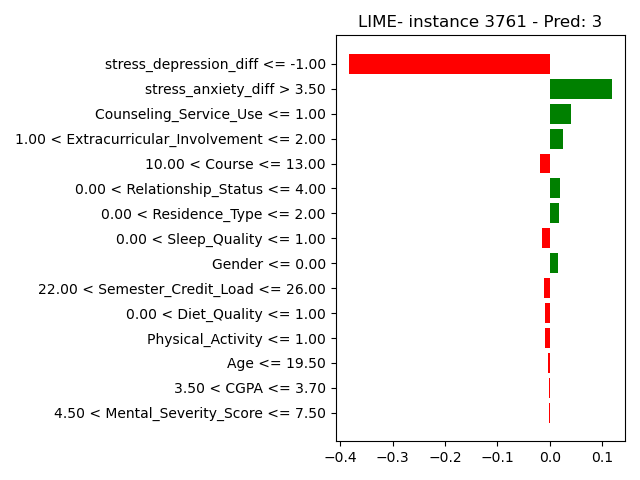 LIME- instance 3761 - Pred: 3
stress_depression_diff <= -1.00
stress_anxiety_diff > 3.50
Counseling_Service_Use <= 1.00
1.00 < Extracurricular_Involvement <= 2.00
10.00 < Course <= 13.00
0.00 < Relationship_Status <= 4.00
0.00 < Residence_Type <= 2.00
0.00 < Sleep_Quality <= 1.00
Gender <= 0.00
22.00 < Semester_Credit_Load <= 26.00
0.00 < Diet_Quality <= 1.00
Physical_Activity <= 1.00
Age <= 19.50
3.50 < CGPA <= 3.70
4.50 < Mental_Severity_Score <= 7.50
−0.4 −0.3 −0.2 −0.1 0.0 0.1